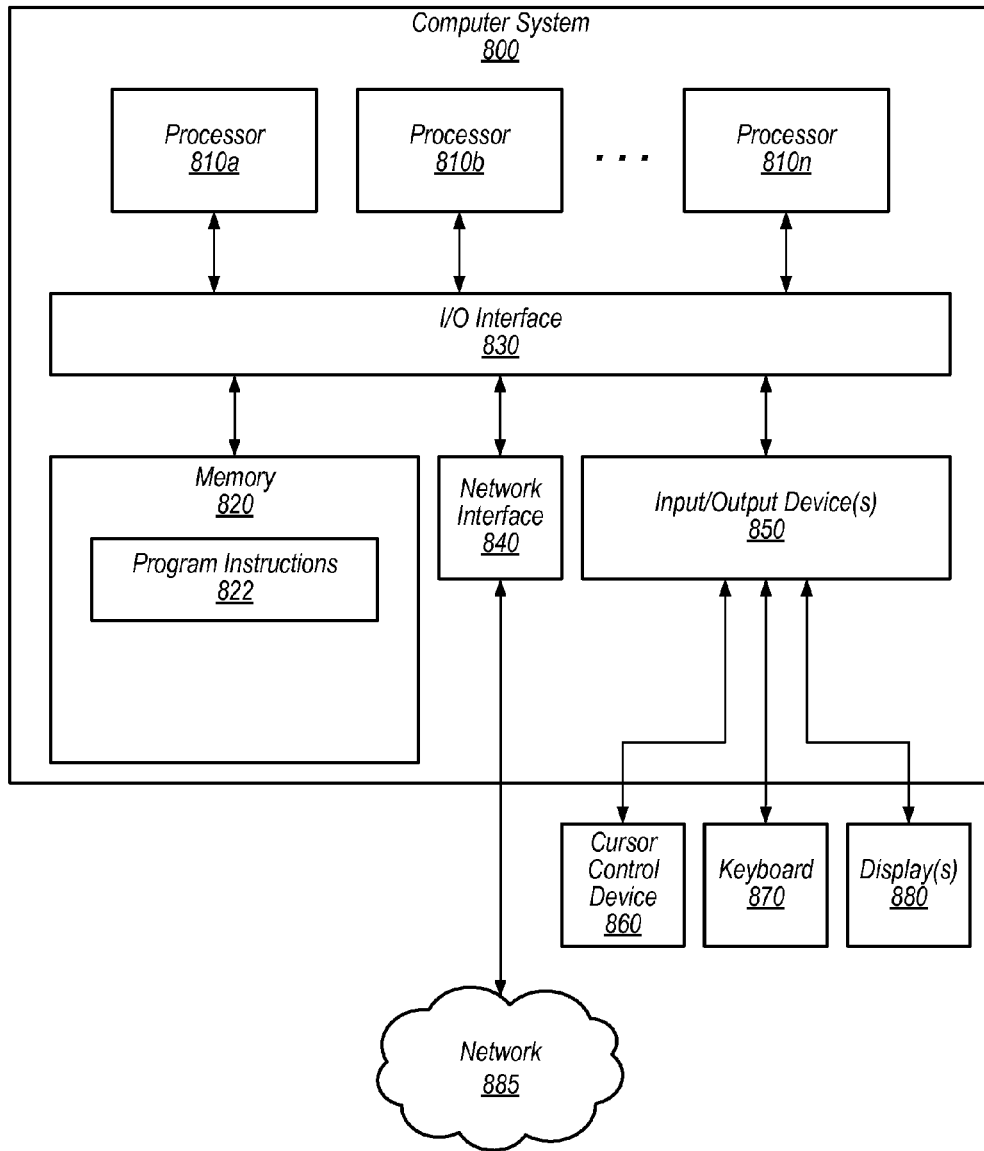 Computer System
800
Processor
810a
Processor
810b
. . .
Processor
810n
I/O Interface
830
Memory
820
Program Instructions
822
Network
Interface
840
Input/Output Device(s)
850
Cursor
Control
Device
860
Keyboard
870
Display(s)
880
Network
885